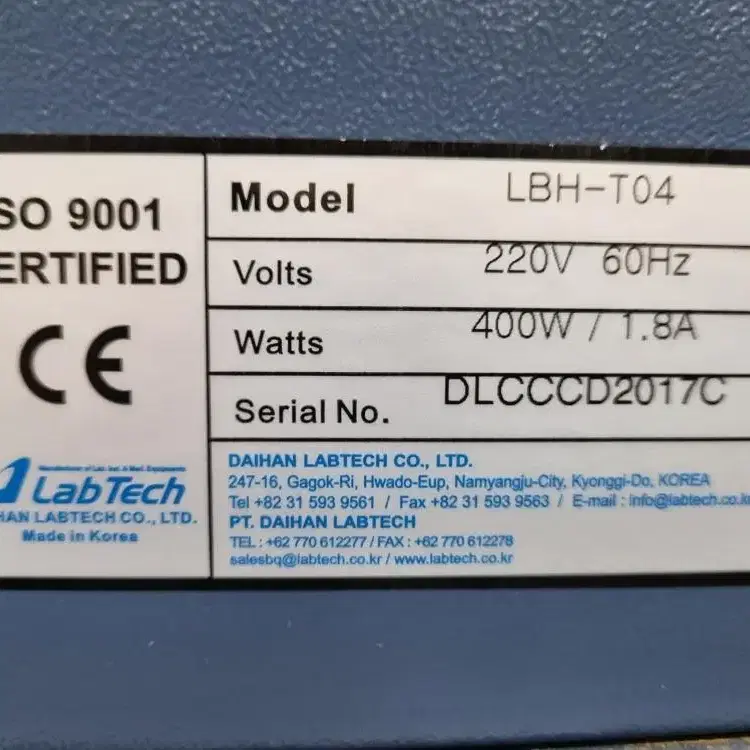 SO 9001
ERTIFIED
CE
LabTech
HAN LABTECH CO., LTD.
Made in Korea
Model LBH-T04
Volts 220V 60Hz
Watts 400W / 1.8A
Serial No. DLCCCD2017C
DAIHAN LABTECH CO., LTD.
247-16, Gagok-Ri, Hwado-Eup, Namyangju-City, Kyonggi-Do, KOREA
Tel +82 31 593 9561 / Fax +82 31 593 9563 / E-mail : info@labtech.co.k
PT. DAIHAN LABTECH
TEL : +62 770 612277 / FAX : +62 770 612278
salesbq@labtech.co.kr / www.labtech.co.kr